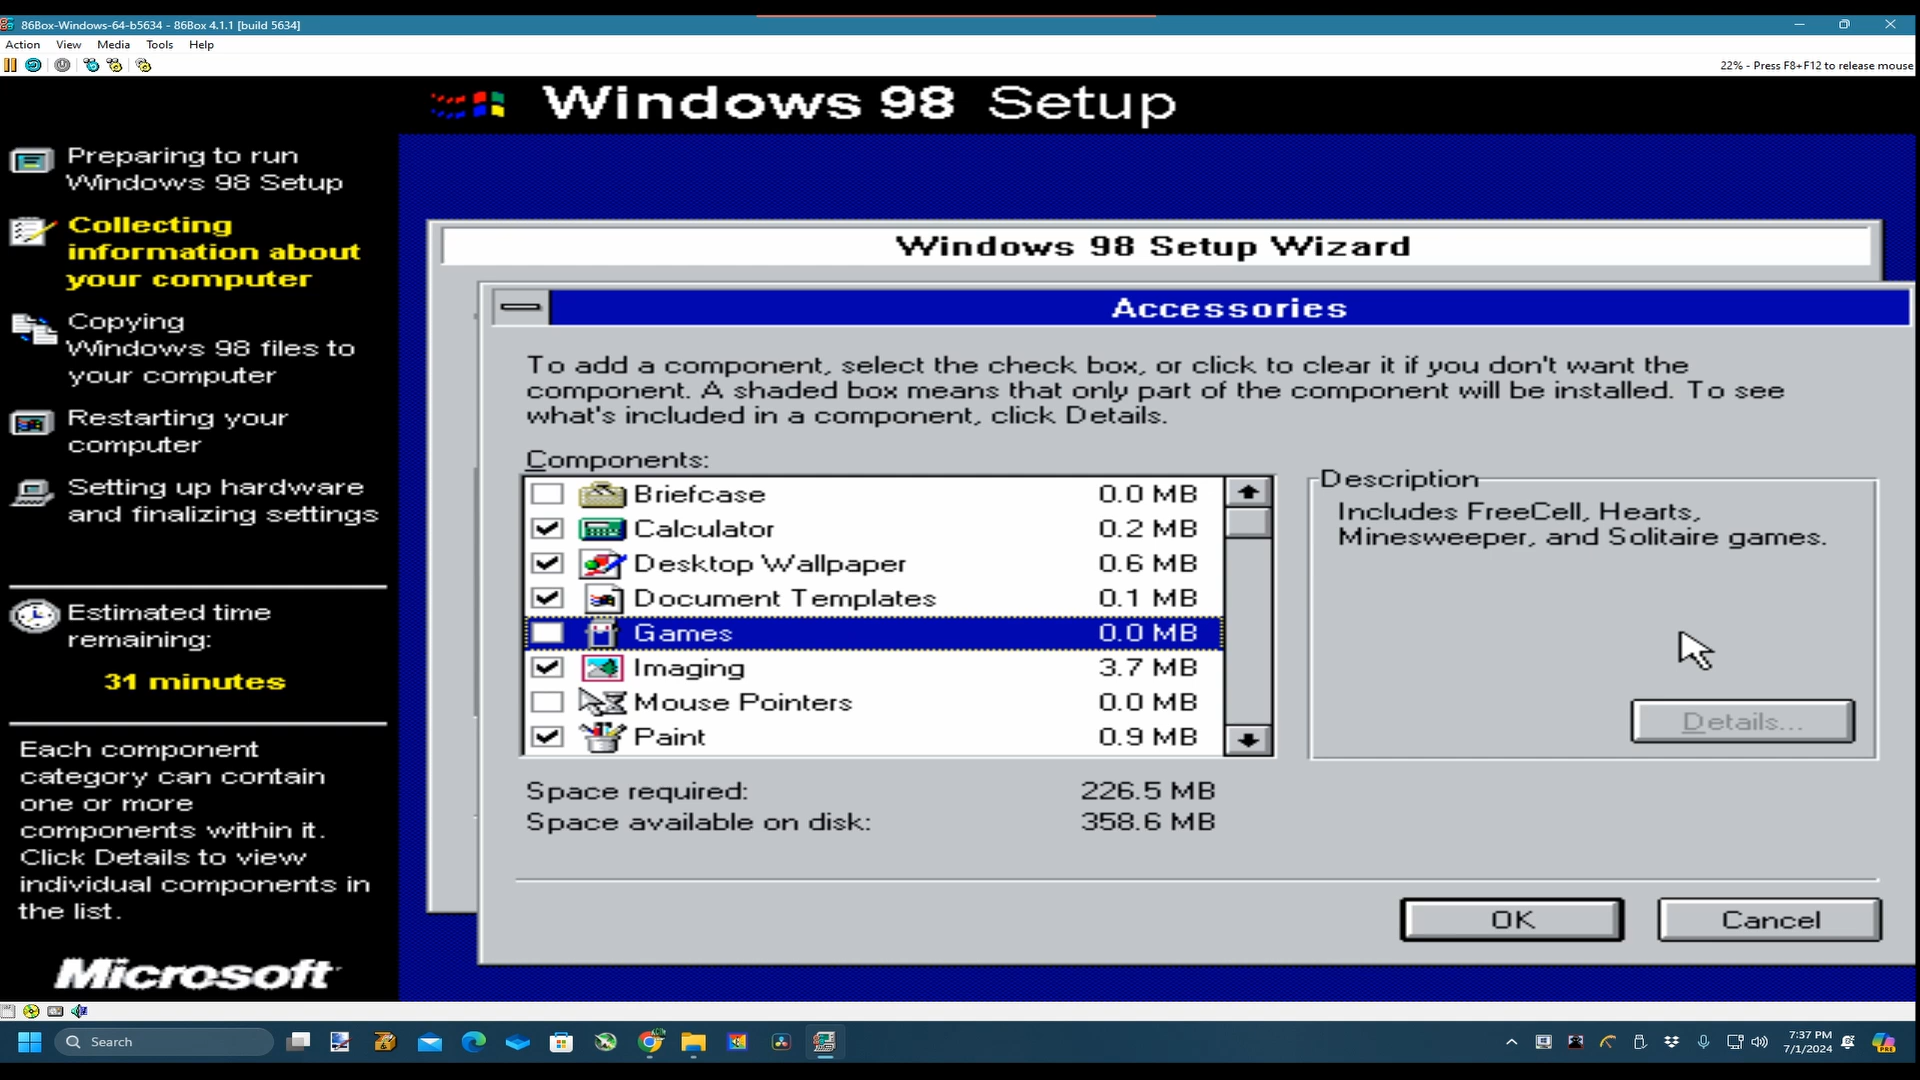 86Box-Windows-64-b5634 - 86Box 4.1.1 [build 5634]
Action View Media Tools Help
22% - Press F8+F12 to release mouse
Windows 98 Setup
Preparing to run
Windows 98 Setup
Collecting
information about
your computer
Copying
Windows 98 files to
your computer
Restarting your
computer
Setting up hardware
and finalizing settings
Estimated time
remaining:
31 minutes
Each component
category can contain
one or more
components within it.
Click Details to view
individual components in
the list.
Microsoft
Windows 98 Setup Wizard
Accessories
To add a component, select the check box, or click to clear it if you don't want the
component. A shaded box means that only part of the component will be installed. To see
what's included in a component, click Details.
Components:
Briefcase 0.0 MB
Calculator 0.2 MB
Desktop Wallpaper 0.6 MB
Document Templates 0.1 MB
Games 0.0 MB
Imaging 3.7 MB
Mouse Pointers 0.0 MB
Paint 0.9 MB
Description
Includes FreeCell, Hearts,
Minesweeper, and Solitaire games.
Details...
Space required: 226.5 MB
Space available on disk: 358.6 MB
OK Cancel
Search
7:37 PM
7/1/2024